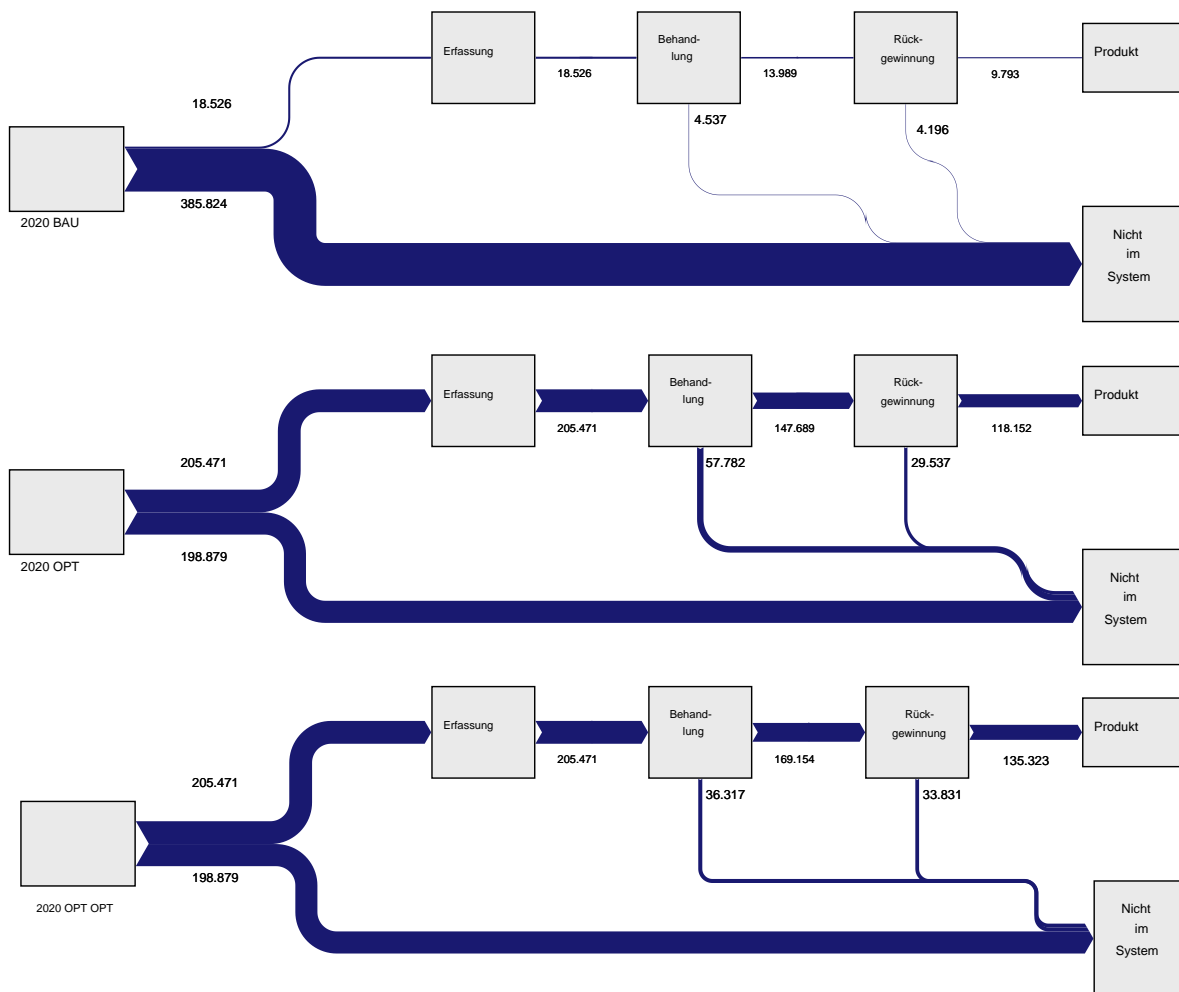 Erfassung
Behand-
lung
Rück-
gewinnung
Produkt
18.526
18.526
13.989
9.793
4.537
4.196
385.824
2020 BAU
Nicht
im
System
Erfassung
Behand-
lung
Rück-
gewinnung
Produkt
205.471
205.471
147.689
118.152
57.782
29.537
198.879
2020 OPT
Nicht
im
System
Erfassung
Behand-
lung
Rück-
gewinnung
Produkt
205.471
205.471
169.154
135.323
36.317
33.831
198.879
2020 OPT OPT
Nicht
im
System